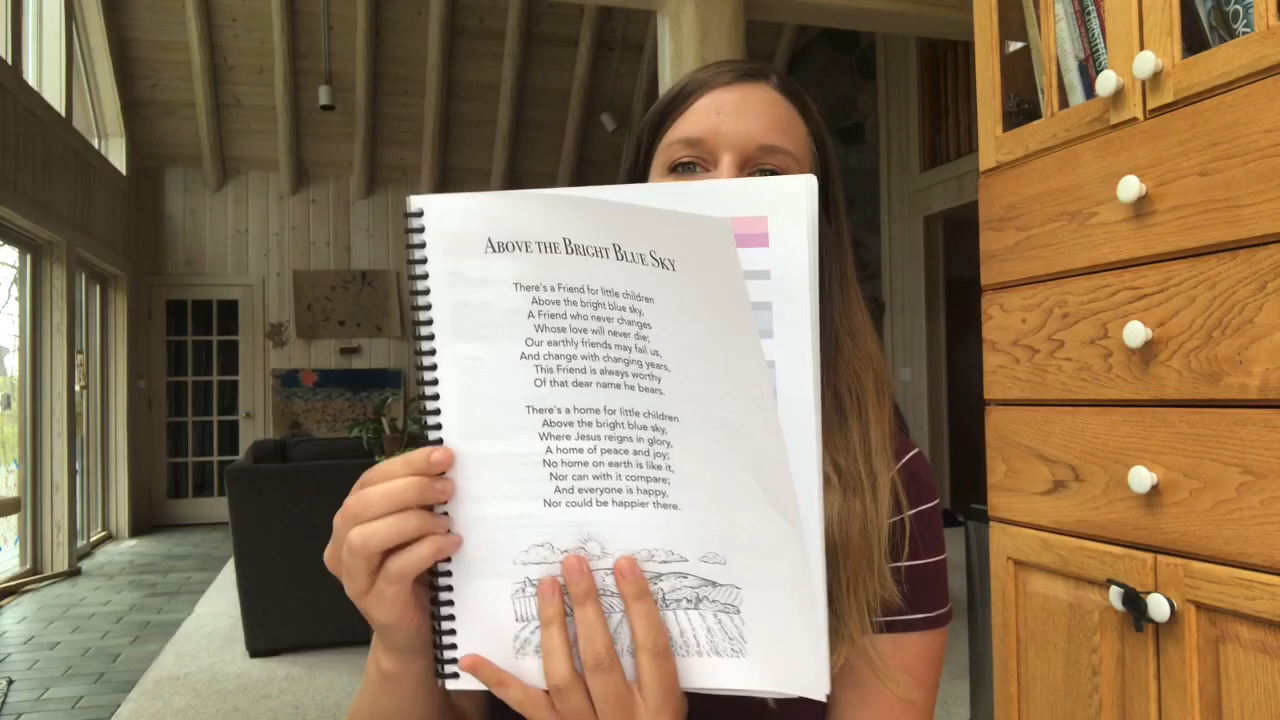 ABOVE THE BRIGHT BLUE SKY
There's a Friend for little children
Above the bright blue sky,
A Friend who never changes
Whose love will never die;
Our earthly friends may fail us,
And change with changing years,
This Friend is always worthy
Of that dear name he bears.
There's a home for little children
Above the bright blue sky,
Where Jesus reigns in glory,
A home of peace and joy;
No home on earth is like it,
Nor can with it compare;
And everyone is happy,
Nor could be happier there.